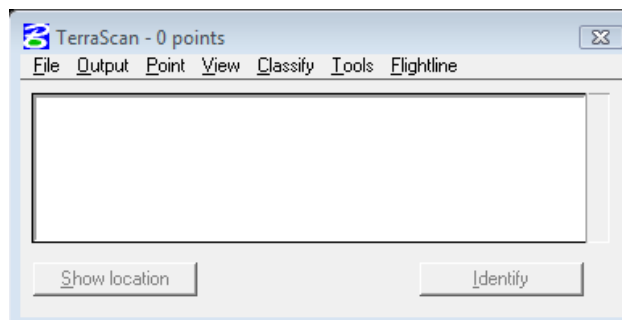 TerraScan - 0 points
File Output Point View Classify Tools Flightline
Show location Identify